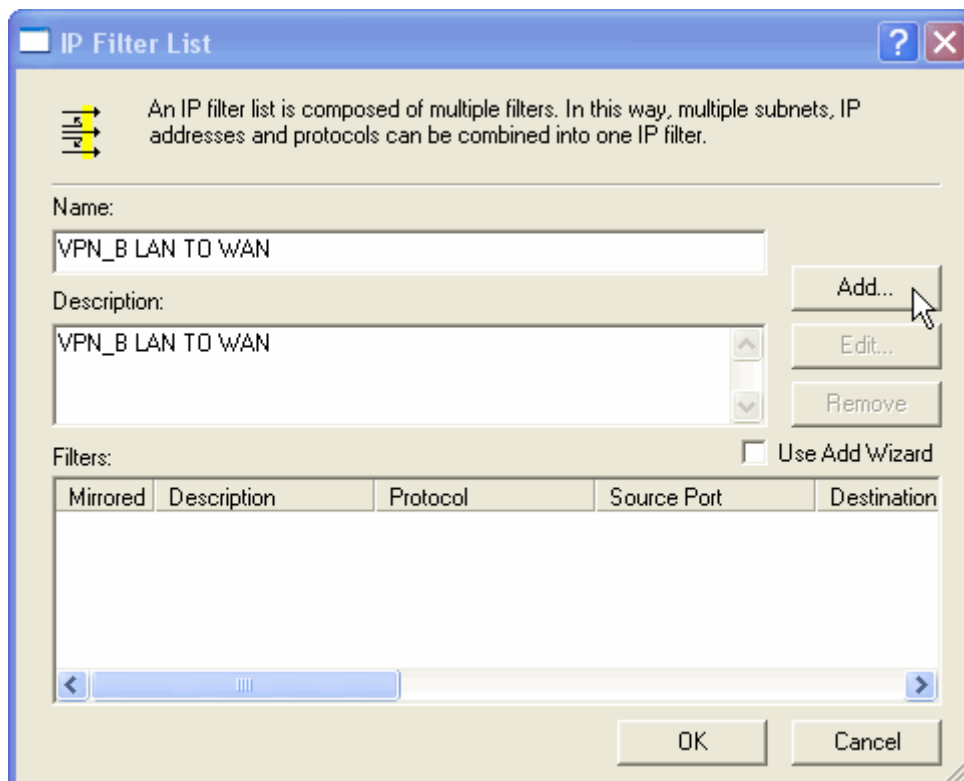 IP Filter List
An IP filter list is composed of multiple filters. In this way, multiple subnets, IP
addresses and protocols can be combined into one IP filter.
Name:
VPN_B LAN TO WAN
Add...
Description:
VPN_B LAN TO WAN
Edit...
Remove
Use Add Wizard
Filters:
Mirrored Description Protocol Source Port Destination
OK Cancel